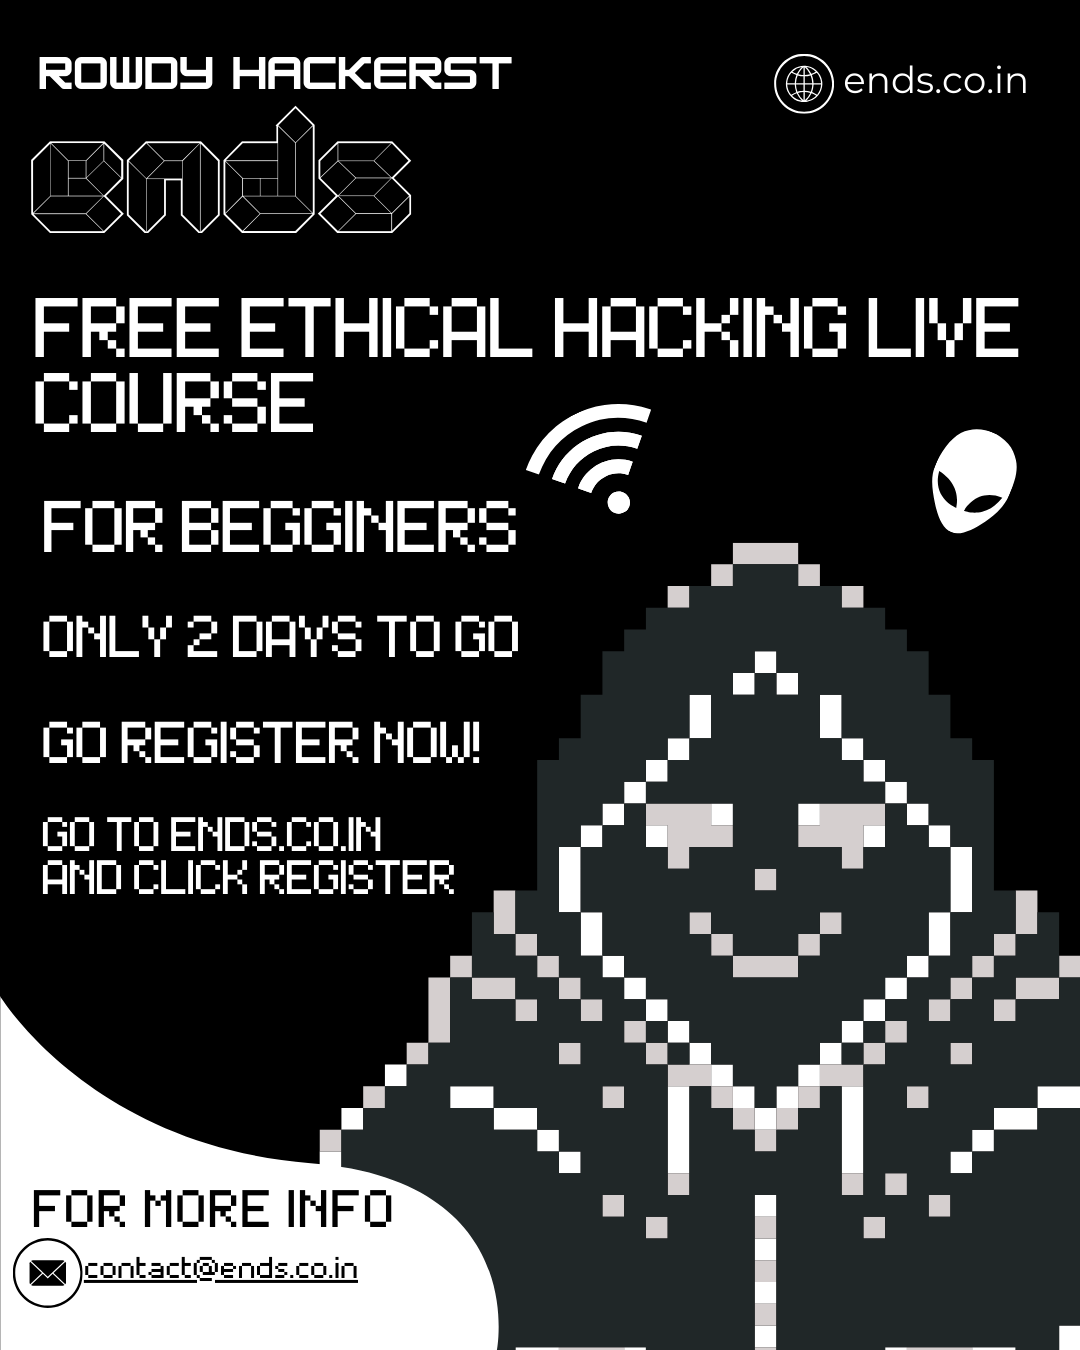 ROWDY HACKERST
ends.co.in
ends
FREE ETHICAL HACKING LIVE
COURSE
FOR BEGGINERS
ONLY 2 DAYS TO GO
GO REGISTER NOW!
GO TO ENDS.CO.IN
AND CLICK REGISTER
FOR MORE INFO
contact@ends.co.in